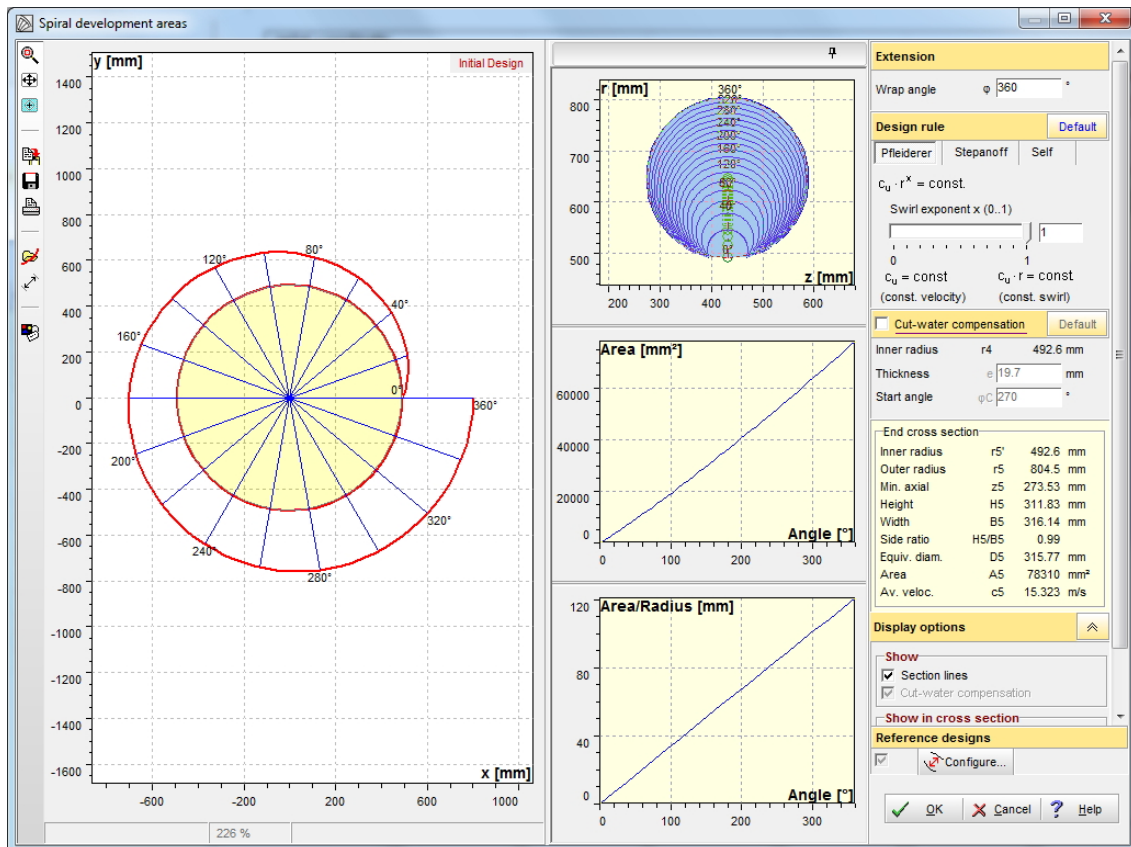 Spiral development areas
y [mm]
Initial Design
1400
1200
1000
800
600
400
200
0
-200
-400
-600
-800
-1000
-1200
-1400
-1600
-600
-200
200
600
1000
x [mm]
0°
40°
80°
120°
160°
200°
240°
280°
320°
360°
226 %
r [mm]
800
700
600
500
360°
240°
200°
160°
120°
z [mm]
200
300
400
500
600
Area [mm²]
60000
40000
20000
0
Angle [°]
0
100
200
300
Area/Radius [mm]
120
80
40
0
Angle [°]
0
100
200
300
Extension
Wrap angle φ 360 °
Design rule Default
Pfleiderer Stepanoff Self
cu · r^x = const.
Swirl exponent x (0..1)
1
0 1
cu = const cu · r = const
(const. velocity) (const. swirl)
Cut-water compensation Default
Inner radius r4 492.6 mm
Thickness e 19.7 mm
Start angle φC 270 °
End cross section
Inner radius r5' 492.6 mm
Outer radius r5 804.5 mm
Min. axial z5 273.53 mm
Height H5 311.83 mm
Width B5 316.14 mm
Side ratio H5/B5 0.99
Equiv. diam. D5 315.77 mm
Area A5 78310 mm²
Av. veloc. c5 15.323 m/s
Display options
Show
Section lines
Cut-water compensation
Show in cross section
Reference designs
Configure...
OK Cancel Help